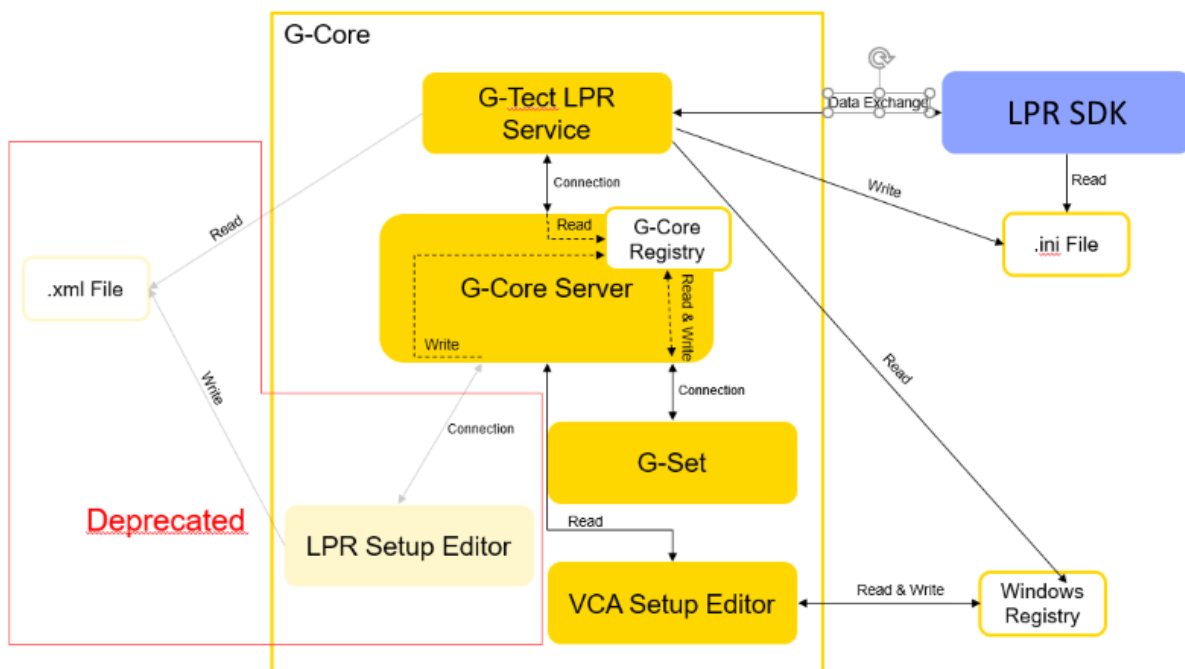 G-Core
G-Tect LPR
Service
Data Exchange
LPR SDK
Connection
Write
Read
Read
Read
G-Core
Registry
.ini File
.xml File
G-Core Server
Read & Write
Write
Write
Connection
Connection
Read
G-Set
Deprecated
LPR Setup Editor
Read
VCA Setup Editor
Read & Write
Windows
Registry